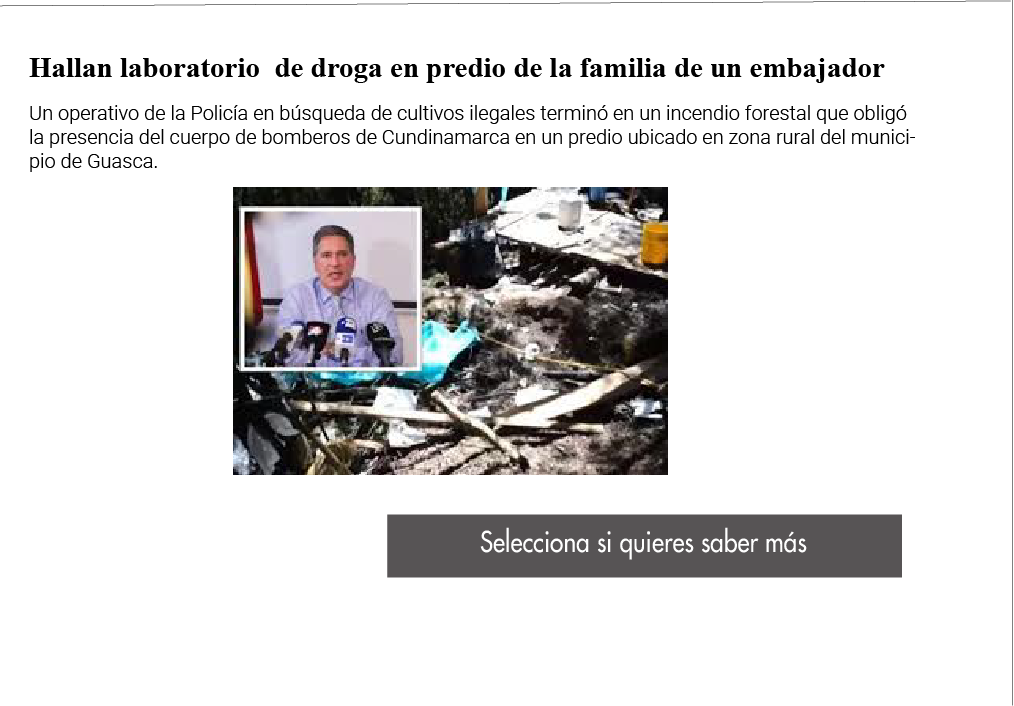 Hallan laboratorio  de droga en predio de la familia de un embajador
Un operativo de la Policía en búsqueda de cultivos ilegales terminó en un incendio forestal que obligó
la presencia del cuerpo de bomberos de Cundinamarca en un predio ubicado en zona rural del munici-
pio de Guasca.
Selecciona si quieres saber más